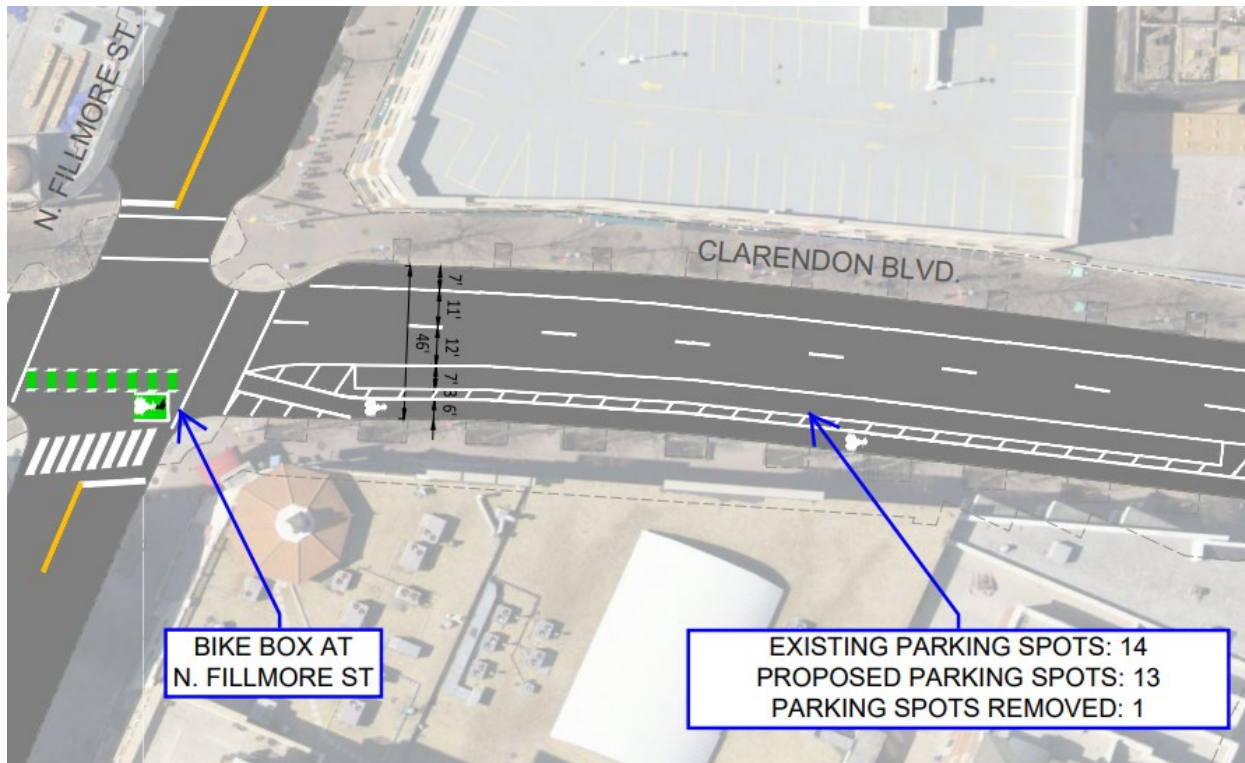 N. FILLMORE ST.
CLARENDON BLVD.
7'
11'
12'
46'
7'
3
6'
BIKE BOX AT
N. FILLMORE ST
EXISTING PARKING SPOTS: 14
PROPOSED PARKING SPOTS: 13
PARKING SPOTS REMOVED: 1